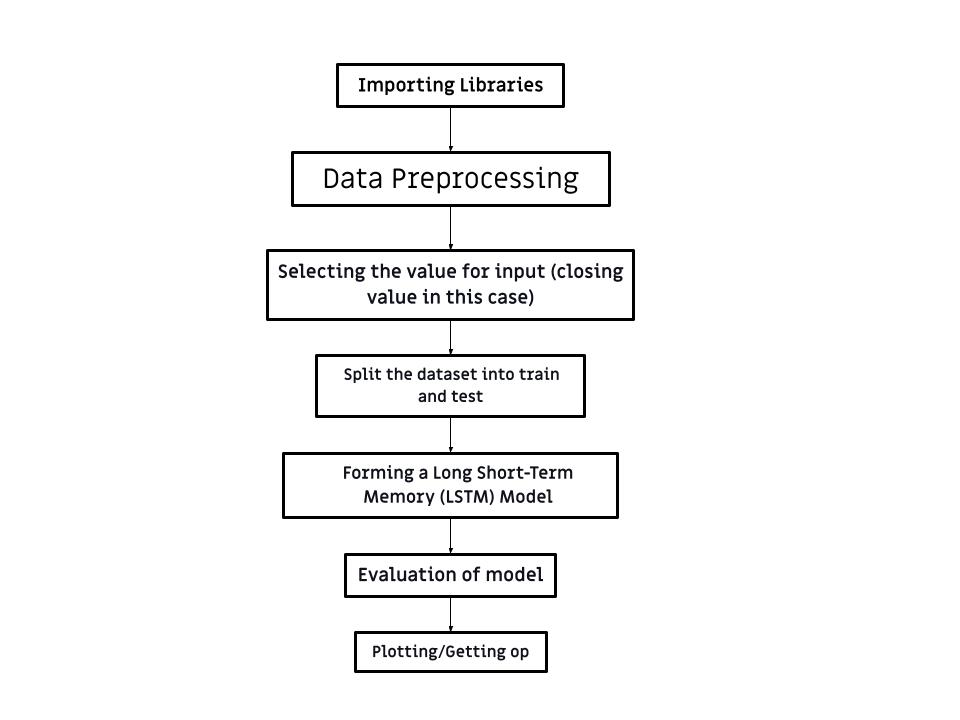 Importing Libraries
Data Preprocessing
Selecting the value for input (closing
value in this case)
Split the dataset into train
and test
Forming a Long Short-Term
Memory (LSTM) Model
Evaluation of model
Plotting/Getting op